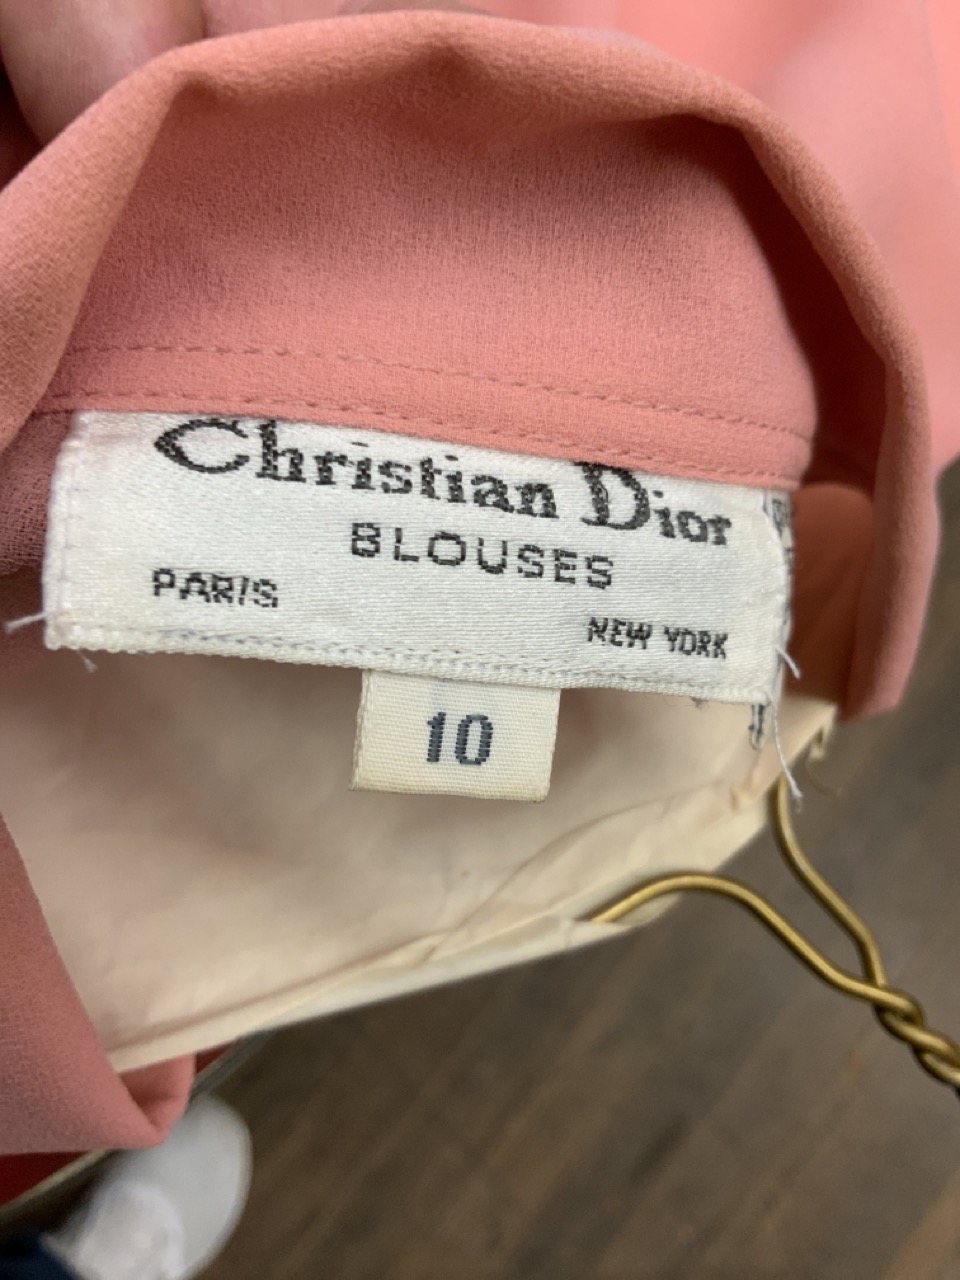 Christian Dior
BLOUSES
PARIS
NEW YORK
10